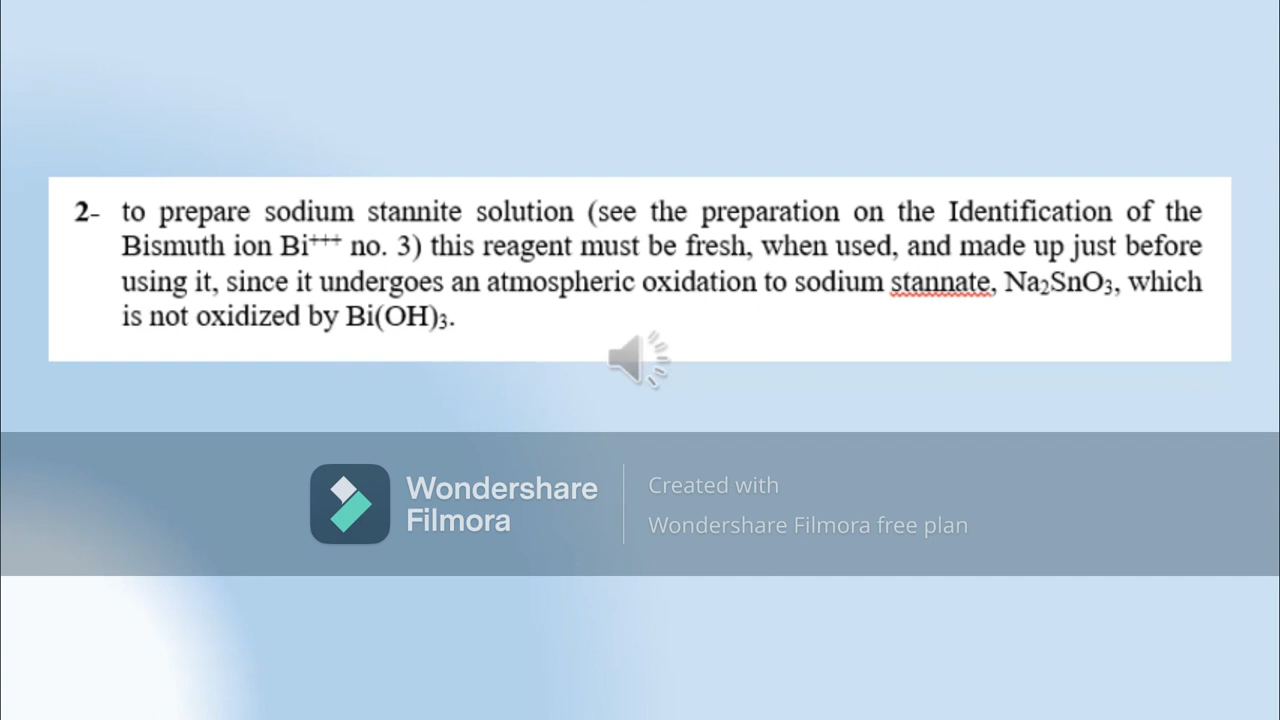 2- to prepare sodium stannite solution (see the preparation on the Identification of the
Bismuth ion Bi⁺⁺⁺ no. 3) this reagent must be fresh, when used, and made up just before
using it, since it undergoes an atmospheric oxidation to sodium stannate, Na₂SnO₃, which
is not oxidized by Bi(OH)₃.
Wondershare
Filmora
Created with
Wondershare Filmora free plan